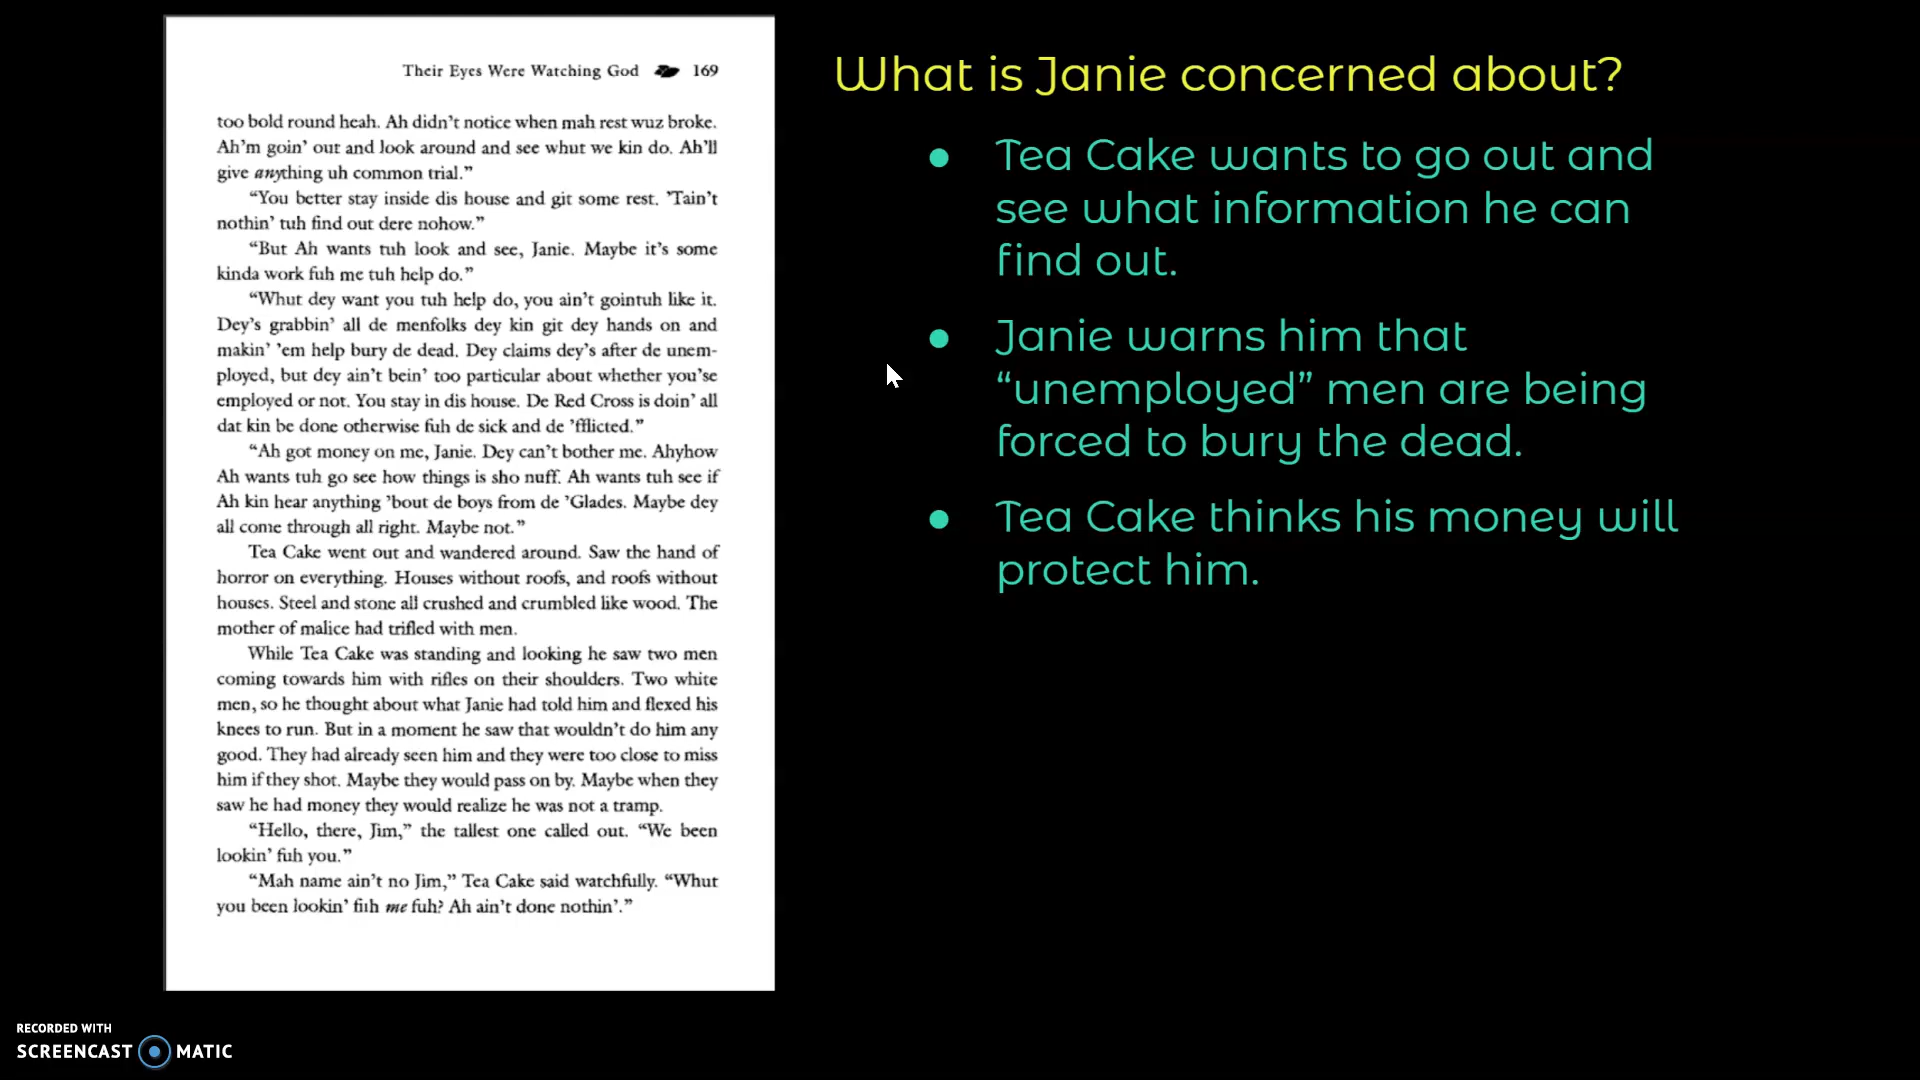 Their Eyes Were Watching God 169
too bold round heah. Ah didn't notice when mah rest wuz broke.
Ah'm goin' out and look around and see whut we kin do. Ah'll
give anything uh common trial."
"You better stay inside dis house and git some rest. 'Tain't
nothin' tuh find out dere nohow."
"But Ah wants tuh look and see, Janie. Maybe it's some
kinda work fuh me tuh help do."
"Whut dey want you tuh help do, you ain't gointuh like it.
Dey's grabbin' all de menfolks dey kin git dey hands on and
makin' 'em help bury de dead. Dey claims dey's after de unem-
ployed, but dey ain't bein' too particular about whether you'se
employed or not. You stay in dis house. De Red Cross is doin' all
dat kin be done otherwise fuh de sick and de 'fflicted."
"Ah got money on me, Janie. Dey can't bother me. Ahyhow
Ah wants tuh go see how things is sho nuff. Ah wants tuh see if
Ah kin hear anything 'bout de boys from de 'Glades. Maybe dey
all come through all right. Maybe not."
Tea Cake went out and wandered around. Saw the hand of
horror on everything. Houses without roofs, and roofs without
houses. Steel and stone all crushed and crumbled like wood. The
mother of malice had trifled with men.
While Tea Cake was standing and looking he saw two men
coming towards him with rifles on their shoulders. Two white
men, so he thought about what Janie had told him and flexed his
knees to run. But in a moment he saw that wouldn't do him any
good. They had already seen him and they were too close to miss
him if they shot. Maybe they would pass on by. Maybe when they
saw he had money they would realize he was not a tramp.
"Hello, there, Jim," the tallest one called out. "We been
lookin' fuh you."
"Mah name ain't no Jim," Tea Cake said watchfully. "Whut
you been lookin' fuh me fuh? Ah ain't done nothin'."
What is Janie concerned about?
● Tea Cake wants to go out and
see what information he can
find out.
● Janie warns him that
“unemployed” men are being
forced to bury the dead.
● Tea Cake thinks his money will
protect him.
RECORDED WITH
SCREENCAST MATIC